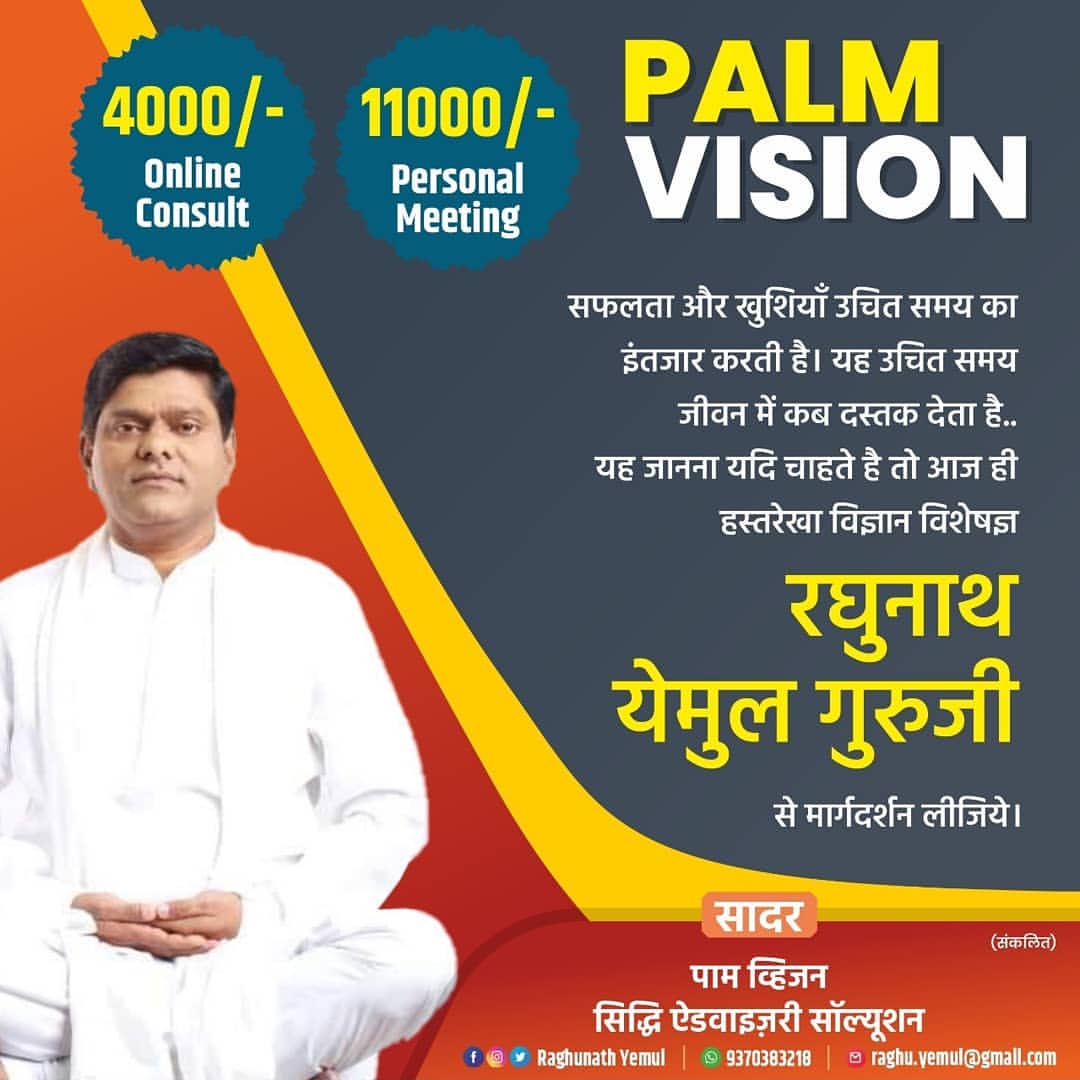 4000/-
Online
Consult
11000/-
Personal
Meeting
PALM
VISION
सफलता और खुशियाँ उचित समय का
इंतजार करती है। यह उचित समय
जीवन में कब दस्तक देता है..
यह जानना यदि चाहते है तो आज ही
हस्तरेखा विज्ञान विशेषज्ञ
रघुनाथ
येमुल गुरुजी
से मार्गदर्शन लीजिये।
सादर
(संकलित)
पाम व्हिजन
सिद्धि ऐडवाइज़री सॉल्यूशन
Raghunath Yemul | 9370383218 | raghu.yemul@gmail.com